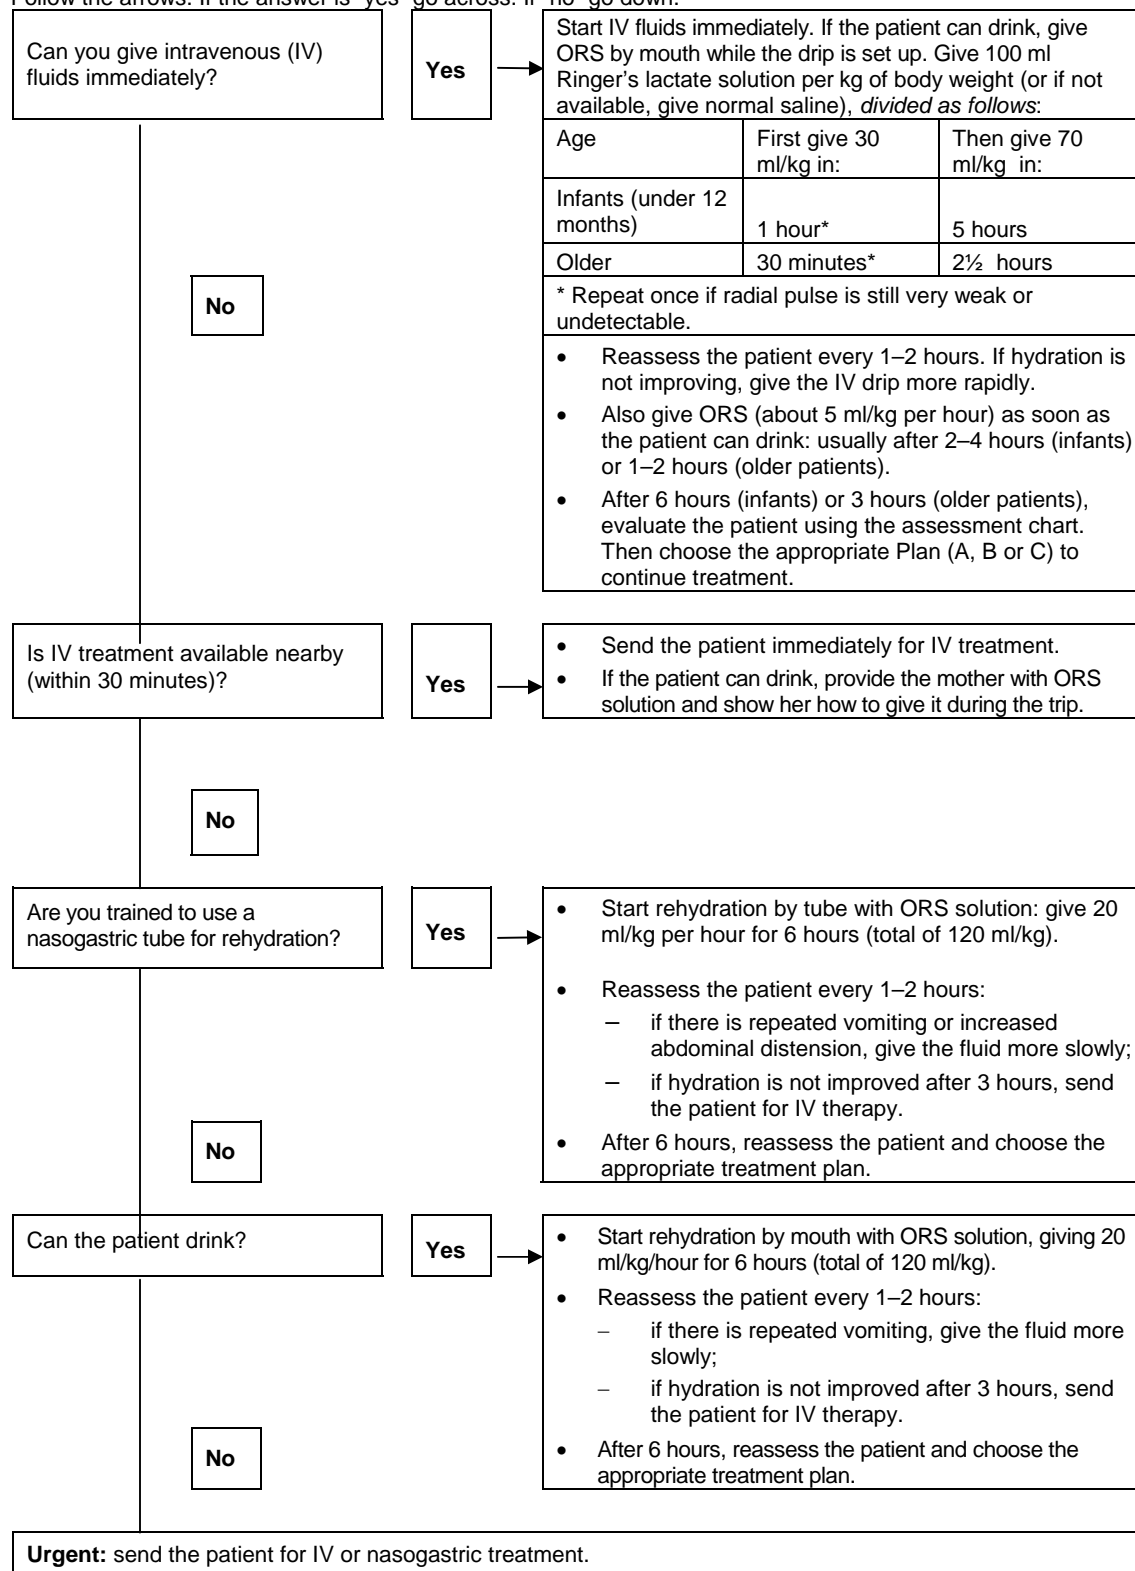 Follow the arrows. If the answer is "yes" go across. If "no" go down.
Can you give intravenous (IV)
fluids immediately?
Yes
Start IV fluids immediately. If the patient can drink, give
ORS by mouth while the drip is set up. Give 100 ml
Ringer's lactate solution per kg of body weight (or if not
available, give normal saline), divided as follows:
Age
First give 30
ml/kg in:
Then give 70
ml/kg in:
Infants (under 12
months)
1 hour*
5 hours
Older
30 minutes*
2½ hours
* Repeat once if radial pulse is still very weak or
undetectable.
• Reassess the patient every 1–2 hours. If hydration is
not improving, give the IV drip more rapidly.
• Also give ORS (about 5 ml/kg per hour) as soon as
the patient can drink: usually after 2–4 hours (infants)
or 1–2 hours (older patients).
• After 6 hours (infants) or 3 hours (older patients),
evaluate the patient using the assessment chart.
Then choose the appropriate Plan (A, B or C) to
continue treatment.
No
Is IV treatment available nearby
(within 30 minutes)?
Yes
• Send the patient immediately for IV treatment.
• If the patient can drink, provide the mother with ORS
solution and show her how to give it during the trip.
No
Are you trained to use a
nasogastric tube for rehydration?
Yes
• Start rehydration by tube with ORS solution: give 20
ml/kg per hour for 6 hours (total of 120 ml/kg).
• Reassess the patient every 1–2 hours:
– if there is repeated vomiting or increased
abdominal distension, give the fluid more slowly;
– if hydration is not improved after 3 hours, send
the patient for IV therapy.
• After 6 hours, reassess the patient and choose the
appropriate treatment plan.
No
Can the patient drink?
Yes
• Start rehydration by mouth with ORS solution, giving 20
ml/kg/hour for 6 hours (total of 120 ml/kg).
• Reassess the patient every 1–2 hours:
– if there is repeated vomiting, give the fluid more
slowly;
– if hydration is not improved after 3 hours, send
the patient for IV therapy.
• After 6 hours, reassess the patient and choose the
appropriate treatment plan.
No
Urgent: send the patient for IV or nasogastric treatment.